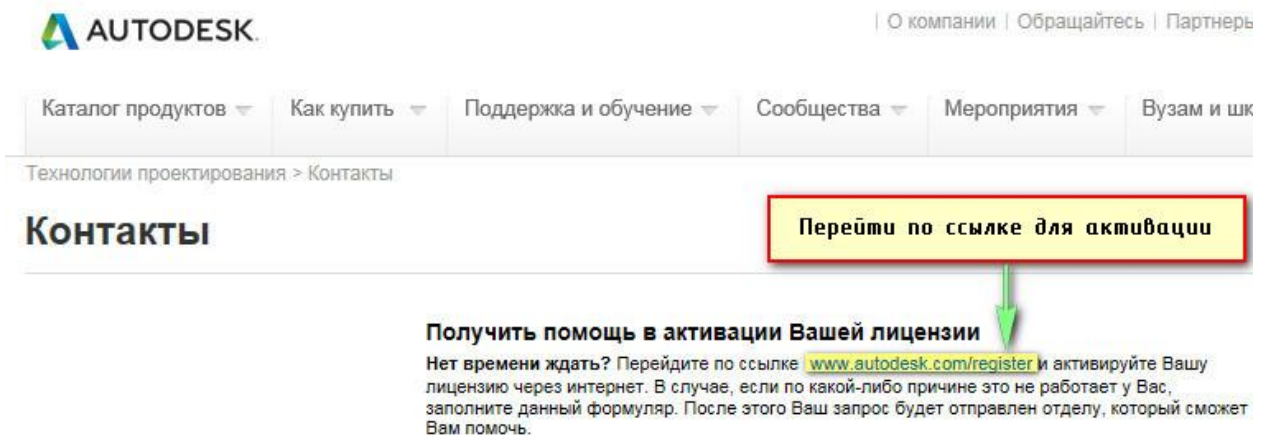 AUTODESK.
| О компании | Обращайтесь | Партнеры
Каталог продуктов Как купить Поддержка и обучение Сообщества Мероприятия Вузам и шк
Технологии проектирования > Контакты
Контакты
Перейти по ссылке для активации
Получить помощь в активации Вашей лицензии
Нет времени ждать? Перейдите по ссылке www.autodesk.com/register и активируйте Вашу
лицензию через интернет. В случае, если по какой-либо причине это не работает у Вас,
заполните данный формуляр. После этого Ваш запрос будет отправлен отделу, который сможет
Вам помочь.